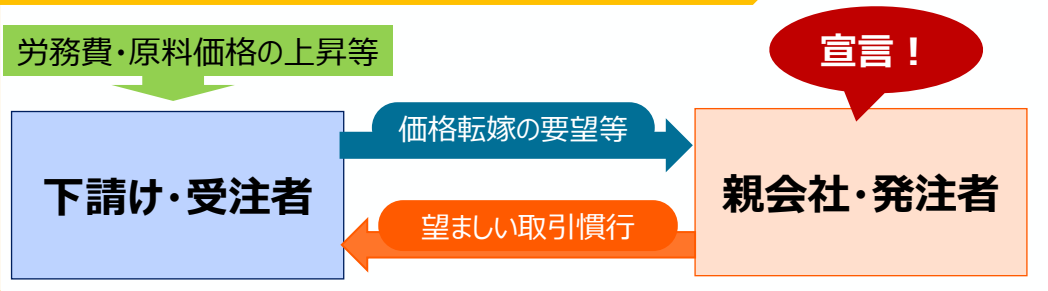 労務費・原料価格の上昇等
宣言！
価格転嫁の要望等
下請け・受注者
親会社・発注者
望ましい取引慣行